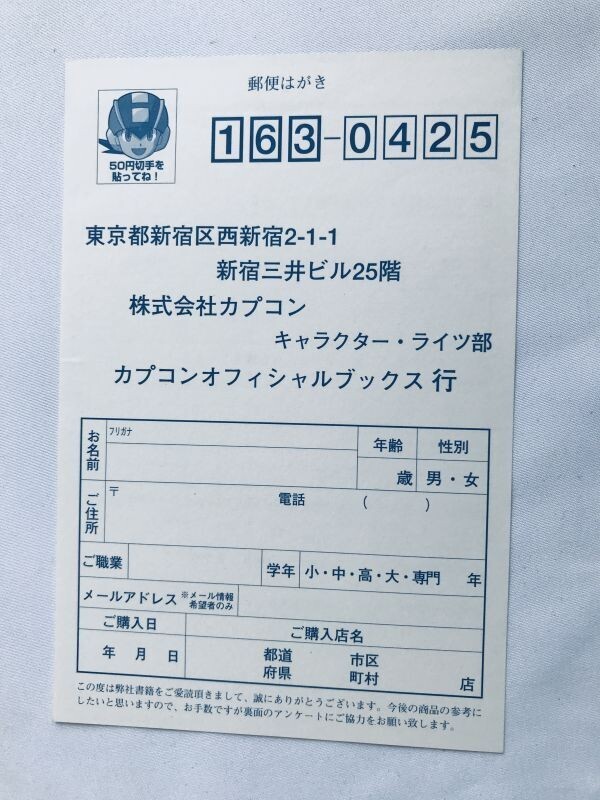 郵便はがき
50円切手を
貼ってね!
163-0425
東京都新宿区西新宿2-1-1
新宿三井ビル25階
株式会社カプコン
キャラクター・ライツ部
カプコンオフィシャルブックス 行
お名前
フリガナ
年齢
性別
歳
男・女
ご住所
〒
電話 ( )
ご職業
学年
小・中・高・大・専門 年
メールアドレス ※メール情報
希望者のみ
ご購入日
ご購入店名
年 月 日
都道 市区
府県 町村 店
この度は弊社書籍をご愛読頂きまして、誠にありがとうございます。今後の商品の参考に
したいと思いますので、お手数ですが裏面のアンケートにご協力をお願い致します。